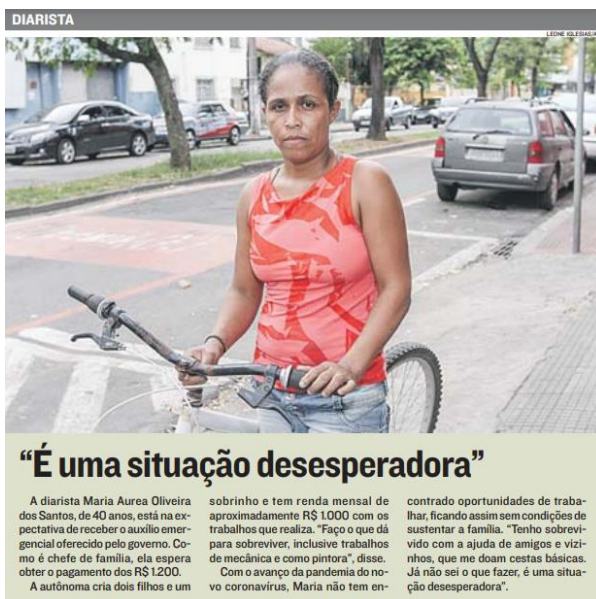 DIARISTA
LEONE IGLESIAS/A
“É uma situação desesperadora”
A diarista Maria Aurea Oliveira
dos Santos, de 40 anos, está na ex-
pectativa de receber o auxílio emer-
gencial oferecido pelo governo. Co-
mo é chefe de família, ela espera
obter o pagamento dos R$ 1.200.
A autônoma cria dois filhos e um
sobrinho e tem renda mensal de
aproximadamente R$ 1.000 com os
trabalhos que realiza. “Faço o que dá
para sobreviver, inclusive trabalhos
de mecânica e como pintora”, disse.
Com o avanço da pandemia do no-
vo coronavírus, Maria não tem en-
contrado oportunidades de traba-
lhar, ficando assim sem condições de
sustentar a família. “Tenho sobrevi-
vido com a ajuda de amigos e vizi-
nhos, que me doam cestas básicas.
Já não sei o que fazer, é uma situa-
ção desesperadora”.